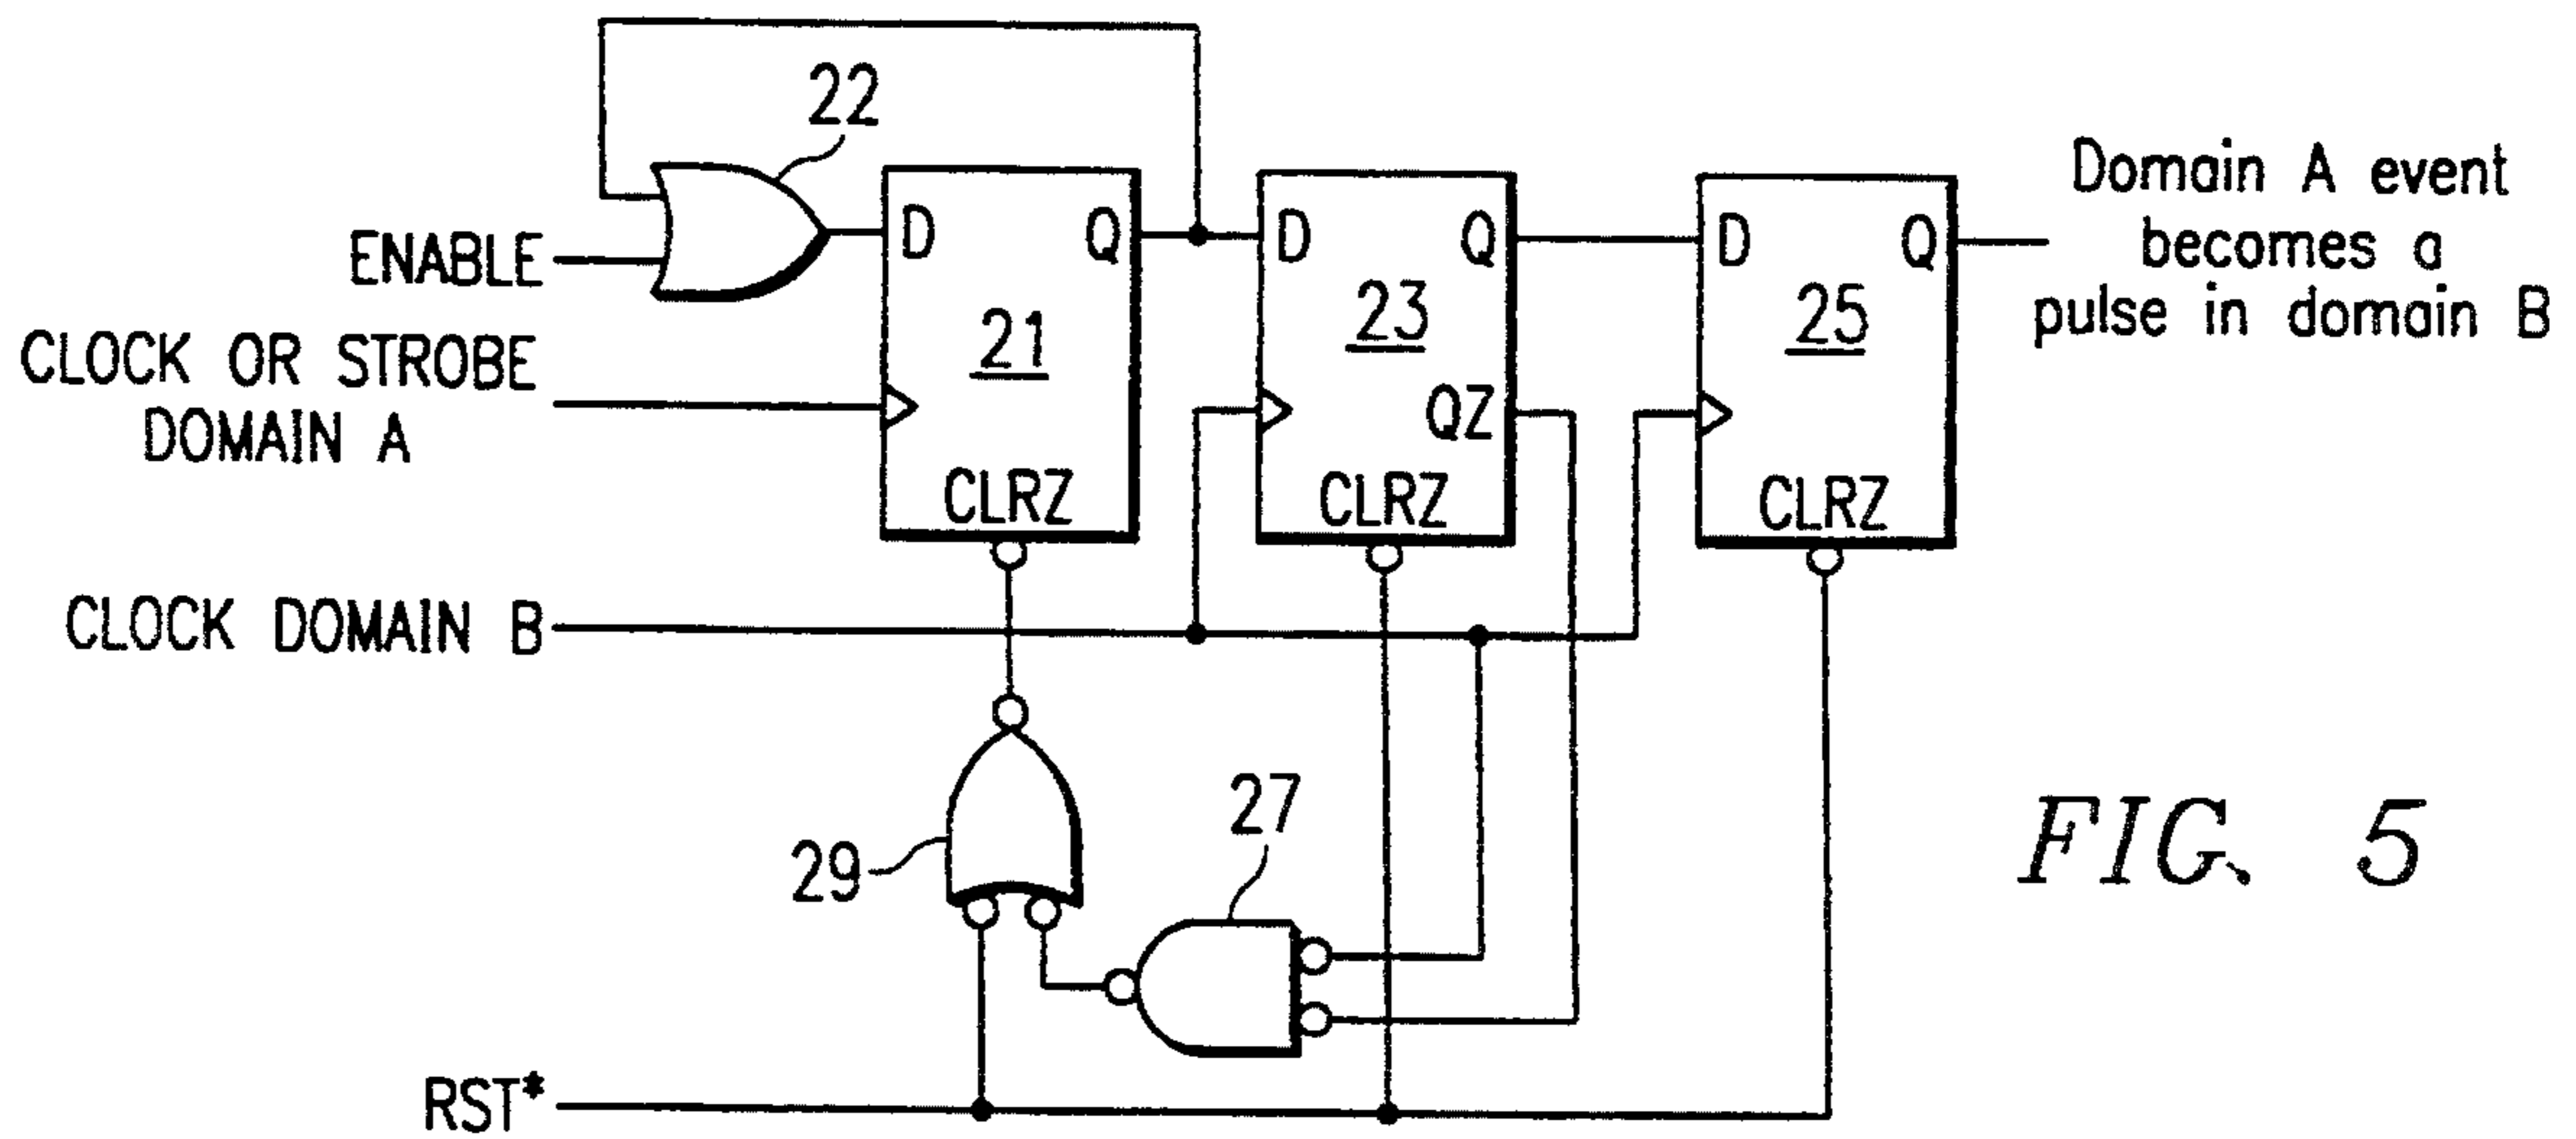 22
ENABLE
CLOCK OR STROBE
DOMAIN A
D Q
21
CLRZ
D Q
23
QZ
CLRZ
D Q
25
CLRZ
Domain A event
becomes a
pulse in domain B
CLOCK DOMAIN B
29
27
RST*
FIG. 5